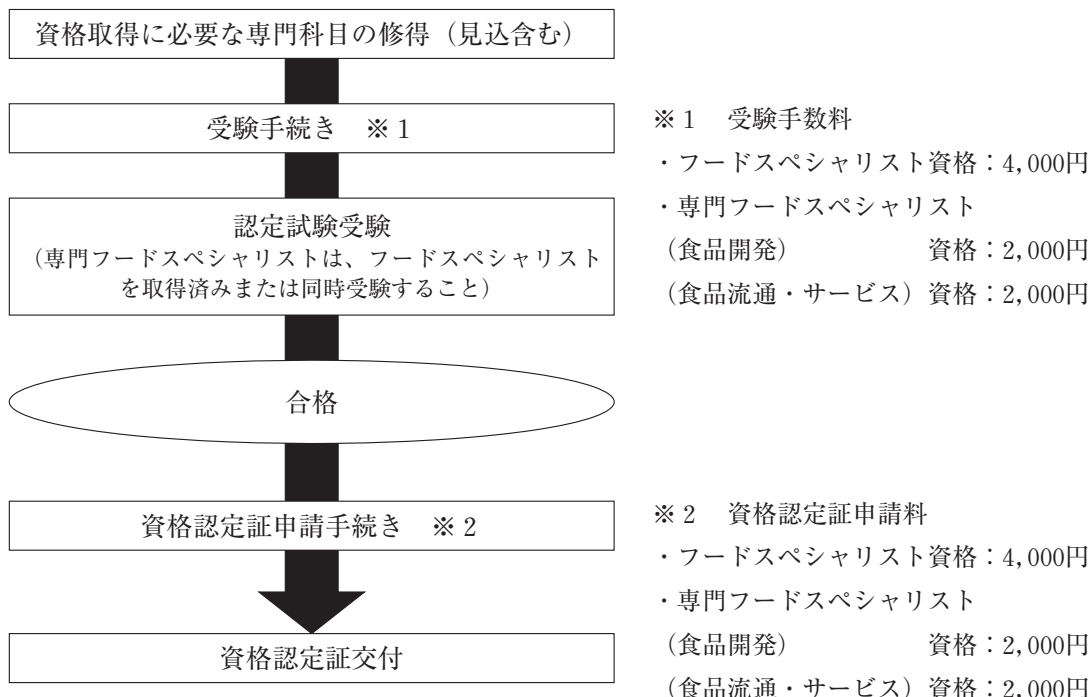 資格取得に必要な専門科目の修得（見込含む）
受験手続き　※１
※１　受験手数料
・フードスペシャリスト資格：4,000円
・専門フードスペシャリスト
（食品開発）　　　　　資格：2,000円
（食品流通・サービス）資格：2,000円
認定試験受験
（専門フードスペシャリストは、フードスペシャリスト
を取得済みまたは同時受験すること）
合格
資格認定証申請手続き　※２
※２　資格認定証申請料
・フードスペシャリスト資格：4,000円
・専門フードスペシャリスト
（食品開発）　　　　　資格：2,000円
（食品流通・サービス）資格：2,000円
資格認定証交付